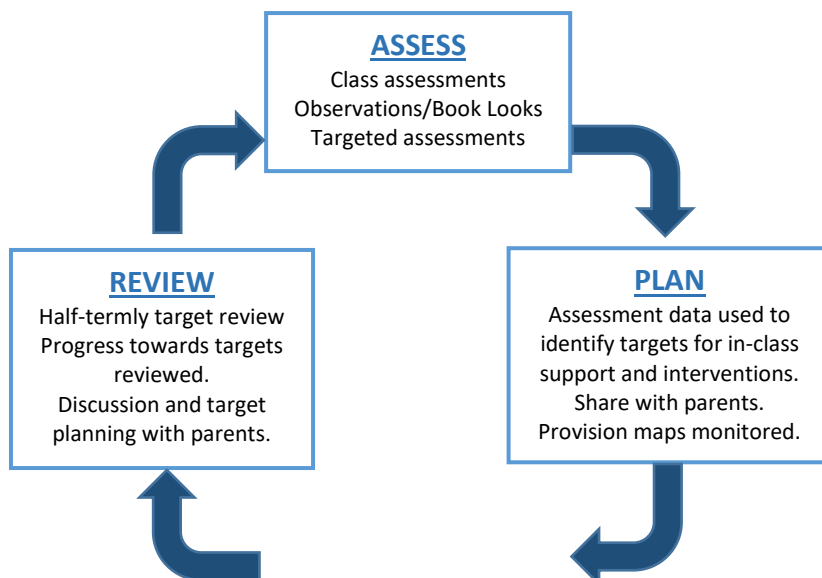 ASSESS
Class assessments
Observations/Book Looks
Targeted assessments
REVIEW
Half-termly target review
Progress towards targets
reviewed.
Discussion and target
planning with parents.
PLAN
Assessment data used to
identify targets for in-class
support and interventions.
Share with parents.
Provision maps monitored.